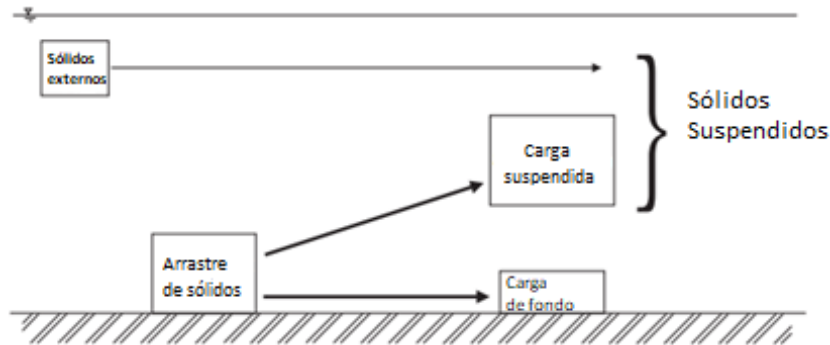 Sólidos
externos
Sólidos
Suspendidos
Carga
suspendida
Arrastre
de sólidos
Carga
de fondo